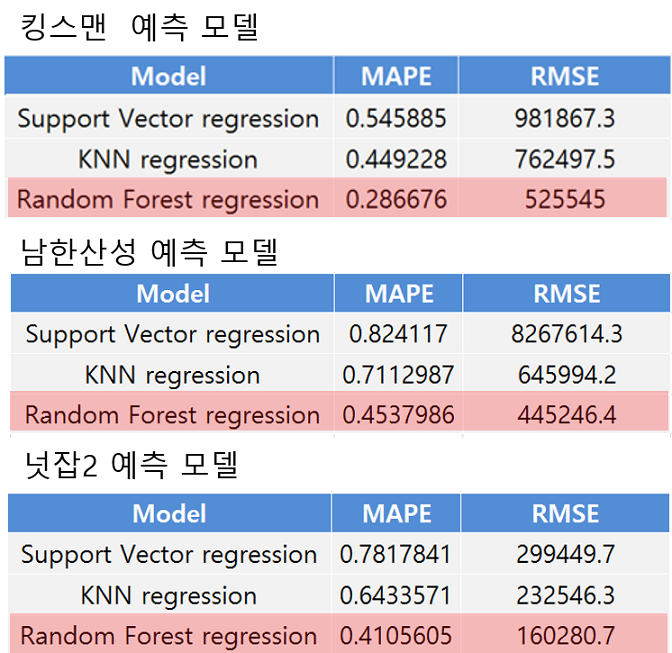 킹스맨 예측 모델
Model MAPE RMSE
Support Vector regression 0.545885 981867.3
KNN regression 0.449228 762497.5
Random Forest regression 0.286676 525545
남한산성 예측 모델
Model MAPE RMSE
Support Vector regression 0.824117 8267614.3
KNN regression 0.7112987 645994.2
Random Forest regression 0.4537986 445246.4
넛잡2 예측 모델
Model MAPE RMSE
Support Vector regression 0.7817841 299449.7
KNN regression 0.6433571 232546.3
Random Forest regression 0.4105605 160280.7